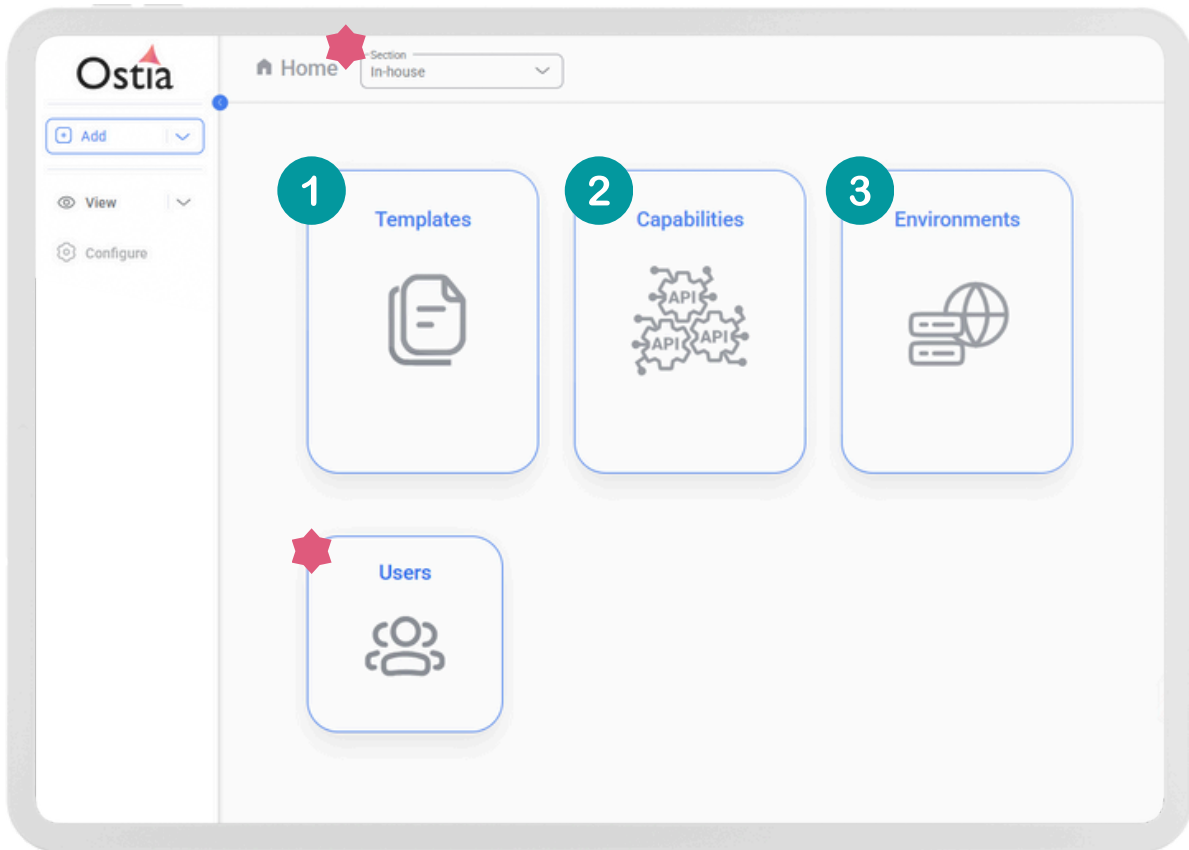 Ostia
Home
Section
In-house
Add
View
Configure
1
Templates
2
Capabilities
API
API
API
3
Environments
Users